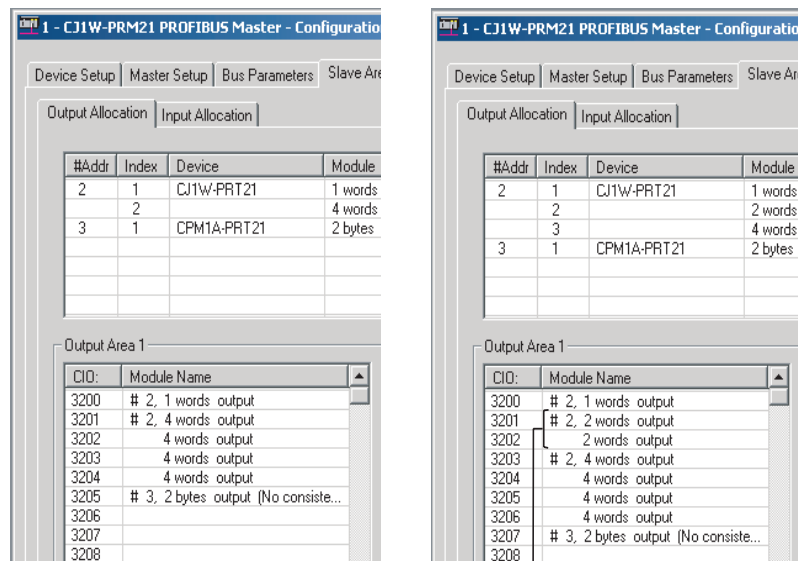 1 - CJ1W-PRM21 PROFIBUS Master - Configuratio
Device Setup Master Setup Bus Parameters Slave Are
Output Allocation Input Allocation
#Addr Index Device Module
2 1 CJ1W-PRT21 1 words
2 4 words
3 1 CPM1A-PRT21 2 bytes
Output Area 1
CIO: Module Name
3200 # 2, 1 words output
3201 # 2, 4 words output
3202 4 words output
3203 4 words output
3204 4 words output
3205 # 3, 2 bytes output (No consiste...
3206
3207
3208
1 - CJ1W-PRM21 PROFIBUS Master - Configuratio
Device Setup Master Setup Bus Parameters Slave Ar
Output Allocation Input Allocation
#Addr Index Device Module
2 1 CJ1W-PRT21 1 words
2 2 words
3 4 words
3 1 CPM1A-PRT21 2 bytes
Output Area 1
CIO: Module Name
3200 # 2, 1 words output
3201 # 2, 2 words output
3202 2 words output
3203 # 2, 4 words output
3204 4 words output
3205 4 words output
3206 4 words output
3207 # 3, 2 bytes output (No consiste...
3208